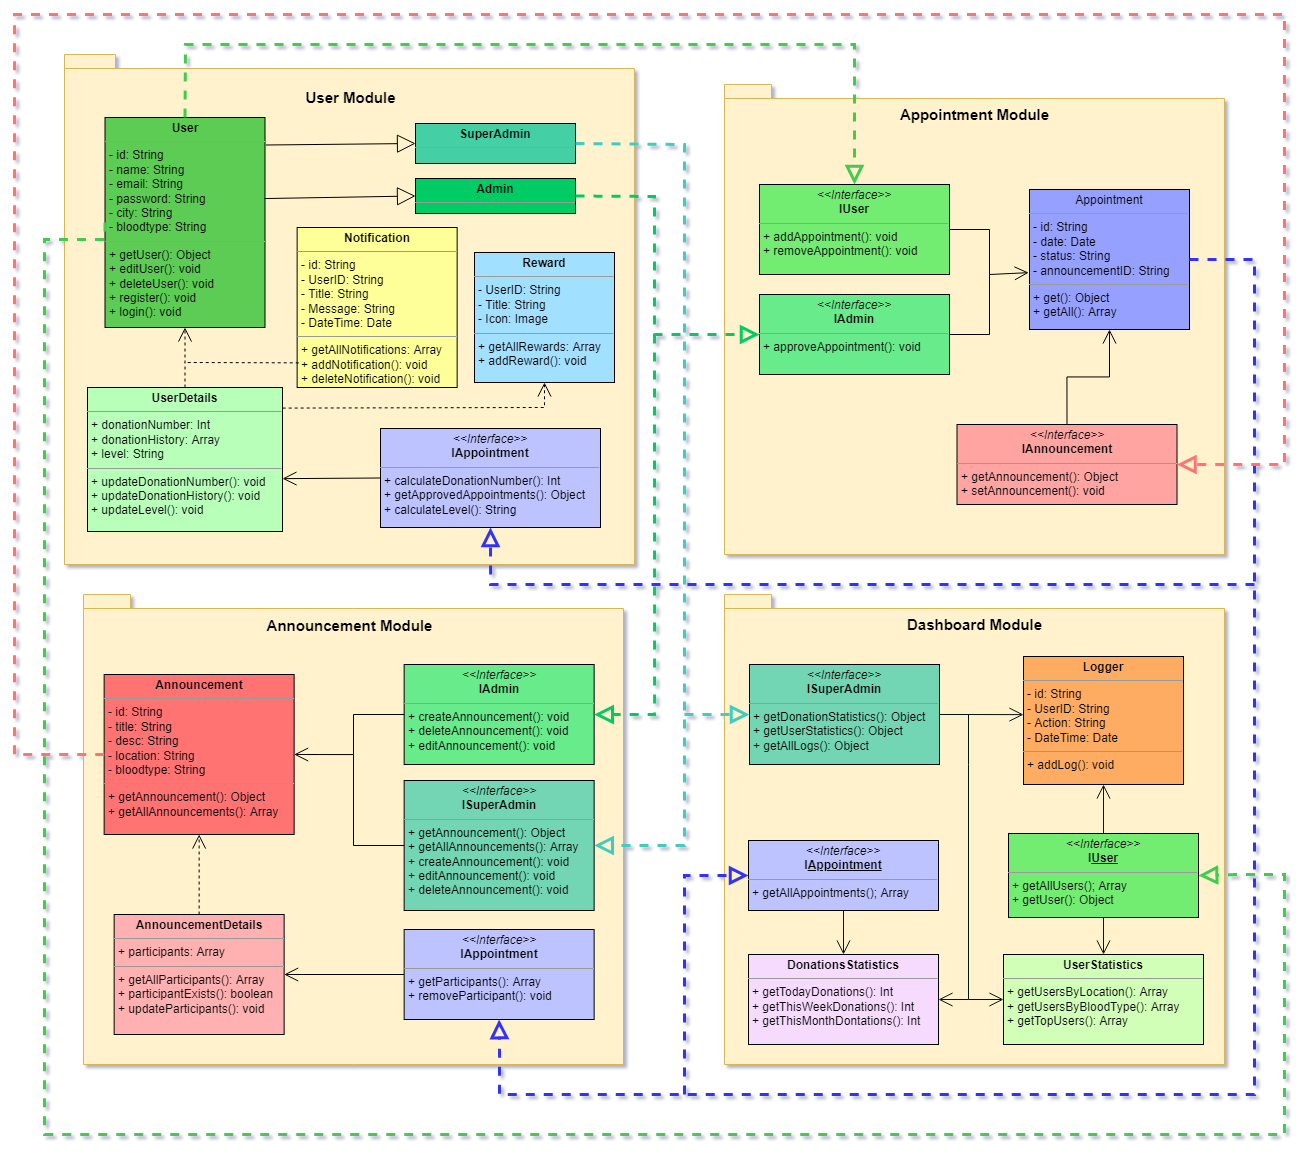 User Module
User
- id: String
- name: String
- email: String
- password: String
- city: String
- bloodtype: String
+ getUser(): Object
+ editUser(): void
+ deleteUser(): void
+ register(): void
+ login(): void
SuperAdmin
Admin
Notification
- id: String
- UserID: String
- Title: String
- Message: String
- DateTime: Date
+ getAllNotifications: Array
+ addNotification(): void
+ deleteNotification(): void
Reward
- UserID: String
- Title: String
- Icon: Image
+ getAllRewards: Array
+ addReward(): void
UserDetails
+ donationNumber: Int
+ donationHistory: Array
+ level: String
+ updateDonationNumber(): void
+ updateDonationHistory(): void
+ updateLevel(): void
<<Interface>>
IAppointment
+ calculateDonationNumber(): Int
+ getApprovedAppointments(): Object
+ calculateLevel(): String
Appointment Module
<<Interface>>
IUser
+ addAppointment(): void
+ removeAppointment(): void
<<Interface>>
IAdmin
+ approveAppointment(): void
Appointment
- id: String
- date: Date
- status: String
- announcementID: String
+ get(): Object
+ getAll(): Array
<<Interface>>
IAnnouncement
+ getAnnouncement(): Object
+ setAnnouncement(): void
Announcement Module
Announcement
- id: String
- title: String
- desc: String
- location: String
- bloodtype: String
+ getAnnouncement(): Object
+ getAllAnnouncements(): Array
<<Interface>>
IAdmin
+ createAnnouncement(): void
+ deleteAnnouncement(): void
+ editAnnouncement(): void
<<Interface>>
ISuperAdmin
+ getAnnouncement(): Object
+ getAllAnnouncements(): Array
+ createAnnouncement(): void
+ editAnnouncement(): void
+ deleteAnnouncement(): void
AnnouncementDetails
+ participants: Array
+ getAllParticipants(): Array
+ participantExists(): boolean
+ updateParticipants(): void
<<Interface>>
IAppointment
+ getParticipants(): Array
+ removeParticipant(): void
Dashboard Module
<<Interface>>
ISuperAdmin
+ getDonationStatistics(): Object
+ getUserStatistics(): Object
+ getAllLogs(): Object
Logger
- id: String
- UserID: String
- Action: String
- DateTime: Date
+ addLog(): void
<<Interface>>
IAppointment
+ getAllAppointments(); Array
<<Interface>>
IUser
+ getAllUsers(); Array
+ getUser(): Object
DonationsStatistics
+ getTodayDonations(): Int
+ getThisWeekDonations(): Int
+ getThisMonthDontations(): Int
UserStatistics
+ getUsersByLocation(): Array
+ getUsersByBloodType(): Array
+ getTopUsers(): Array